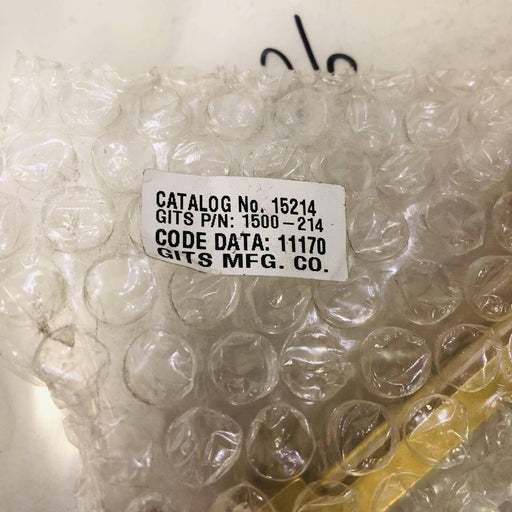 CATALOG No. 15214
GITS P/N: 1500-214
CODE DATA: 11170
GITS MFG. CO.